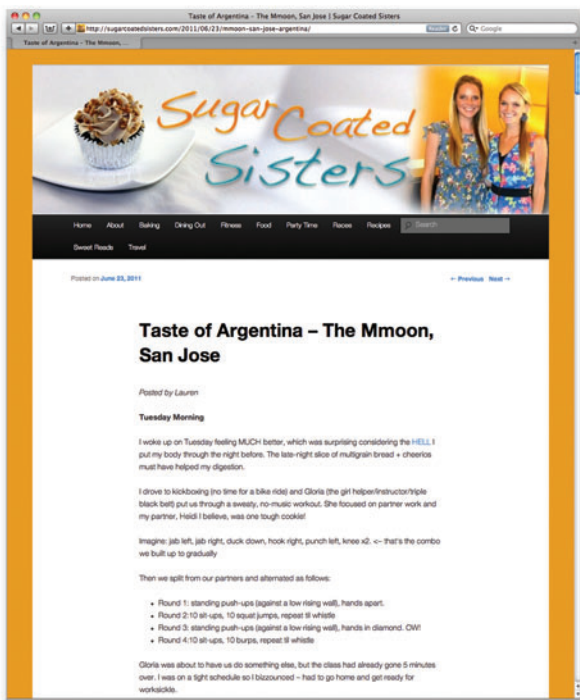 Taste of Argentina – The Mmoon, San Jose | Sugar Coated Sisters
http://sugarcoatedsisters.com/2011/06/23/mmoon-san-jose-argentina/
Reader
Google
Taste of Argentina – The Mmoon, ...
Sugar Coated
Sisters
Home About Baking Dining Out Fitness Food Party Time Races Recipes Search
Sweet Reads Travel
Posted on June 23, 2011
← Previous Next →
Taste of Argentina – The Mmoon,
San Jose
Posted by Lauren
Tuesday Morning
I woke up on Tuesday feeling MUCH better, which was surprising considering the HELL I
put my body through the night before. The late-night slice of multigrain bread + cheerios
must have helped my digestion.
I drove to kickboxing (no time for a bike ride) and Gloria (the girl helper/instructor/triple
black belt) put us through a sweaty, no-music workout. She focused on partner work and
my partner, Heidi I believe, was one tough cookie!
Imagine: jab left, jab right, duck down, hook right, punch left, knee x2. <– that's the combo
we built up to gradually
Then we split from our partners and alternated as follows:
• Round 1: standing push-ups (against a low rising wall), hands apart.
• Round 2:10 sit-ups, 10 squat jumps, repeat til whistle
• Round 3: standing push-ups (against a low rising wall), hands in diamond. OW!
• Round 4:10 sit-ups, 10 burps, repeat til whistle
Gloria was about to have us do something else, but the class had already gone 5 minutes
over. I was on a tight schedule so I bizzounced – had to go home and get ready for
worksickle.